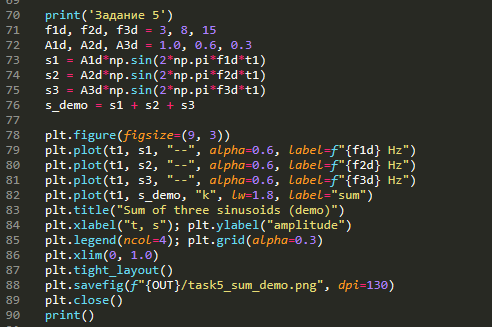 70 print('Задание 5')
71 f1d, f2d, f3d = 3, 8, 15
72 A1d, A2d, A3d = 1.0, 0.6, 0.3
73 s1 = A1d*np.sin(2*np.pi*f1d*t1)
74 s2 = A2d*np.sin(2*np.pi*f2d*t1)
75 s3 = A3d*np.sin(2*np.pi*f3d*t1)
76 s_demo = s1 + s2 + s3
77
78 plt.figure(figsize=(9, 3))
79 plt.plot(t1, s1, "--", alpha=0.6, label=f"{f1d} Hz")
80 plt.plot(t1, s2, "--", alpha=0.6, label=f"{f2d} Hz")
81 plt.plot(t1, s3, "--", alpha=0.6, label=f"{f3d} Hz")
82 plt.plot(t1, s_demo, "k", lw=1.8, label="sum")
83 plt.title("Sum of three sinusoids (demo)")
84 plt.xlabel("t, s"); plt.ylabel("amplitude")
85 plt.legend(ncol=4); plt.grid(alpha=0.3)
86 plt.xlim(0, 1.0)
87 plt.tight_layout()
88 plt.savefig(f"{OUT}/task5_sum_demo.png", dpi=130)
89 plt.close()
90 print()